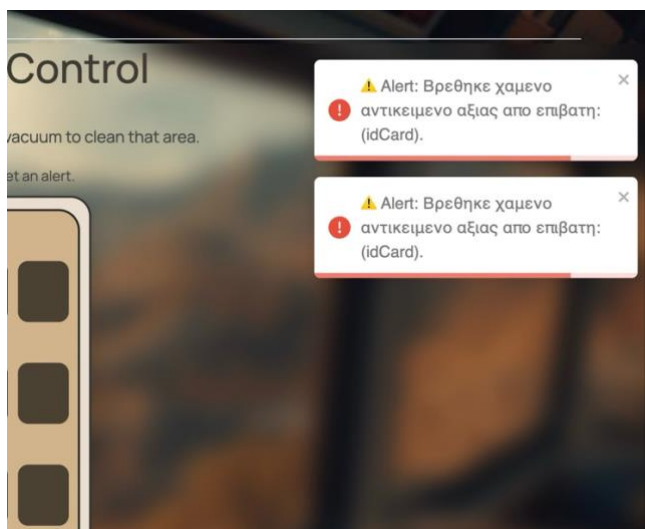 Control
vacuum to clean that area.
et an alert.
⚠️ Alert: Βρεθηκε χαμενο
αντικειμενο αξιας απο επιβατη:
(idCard).
⚠️ Alert: Βρεθηκε χαμενο
αντικειμενο αξιας απο επιβατη:
(idCard).